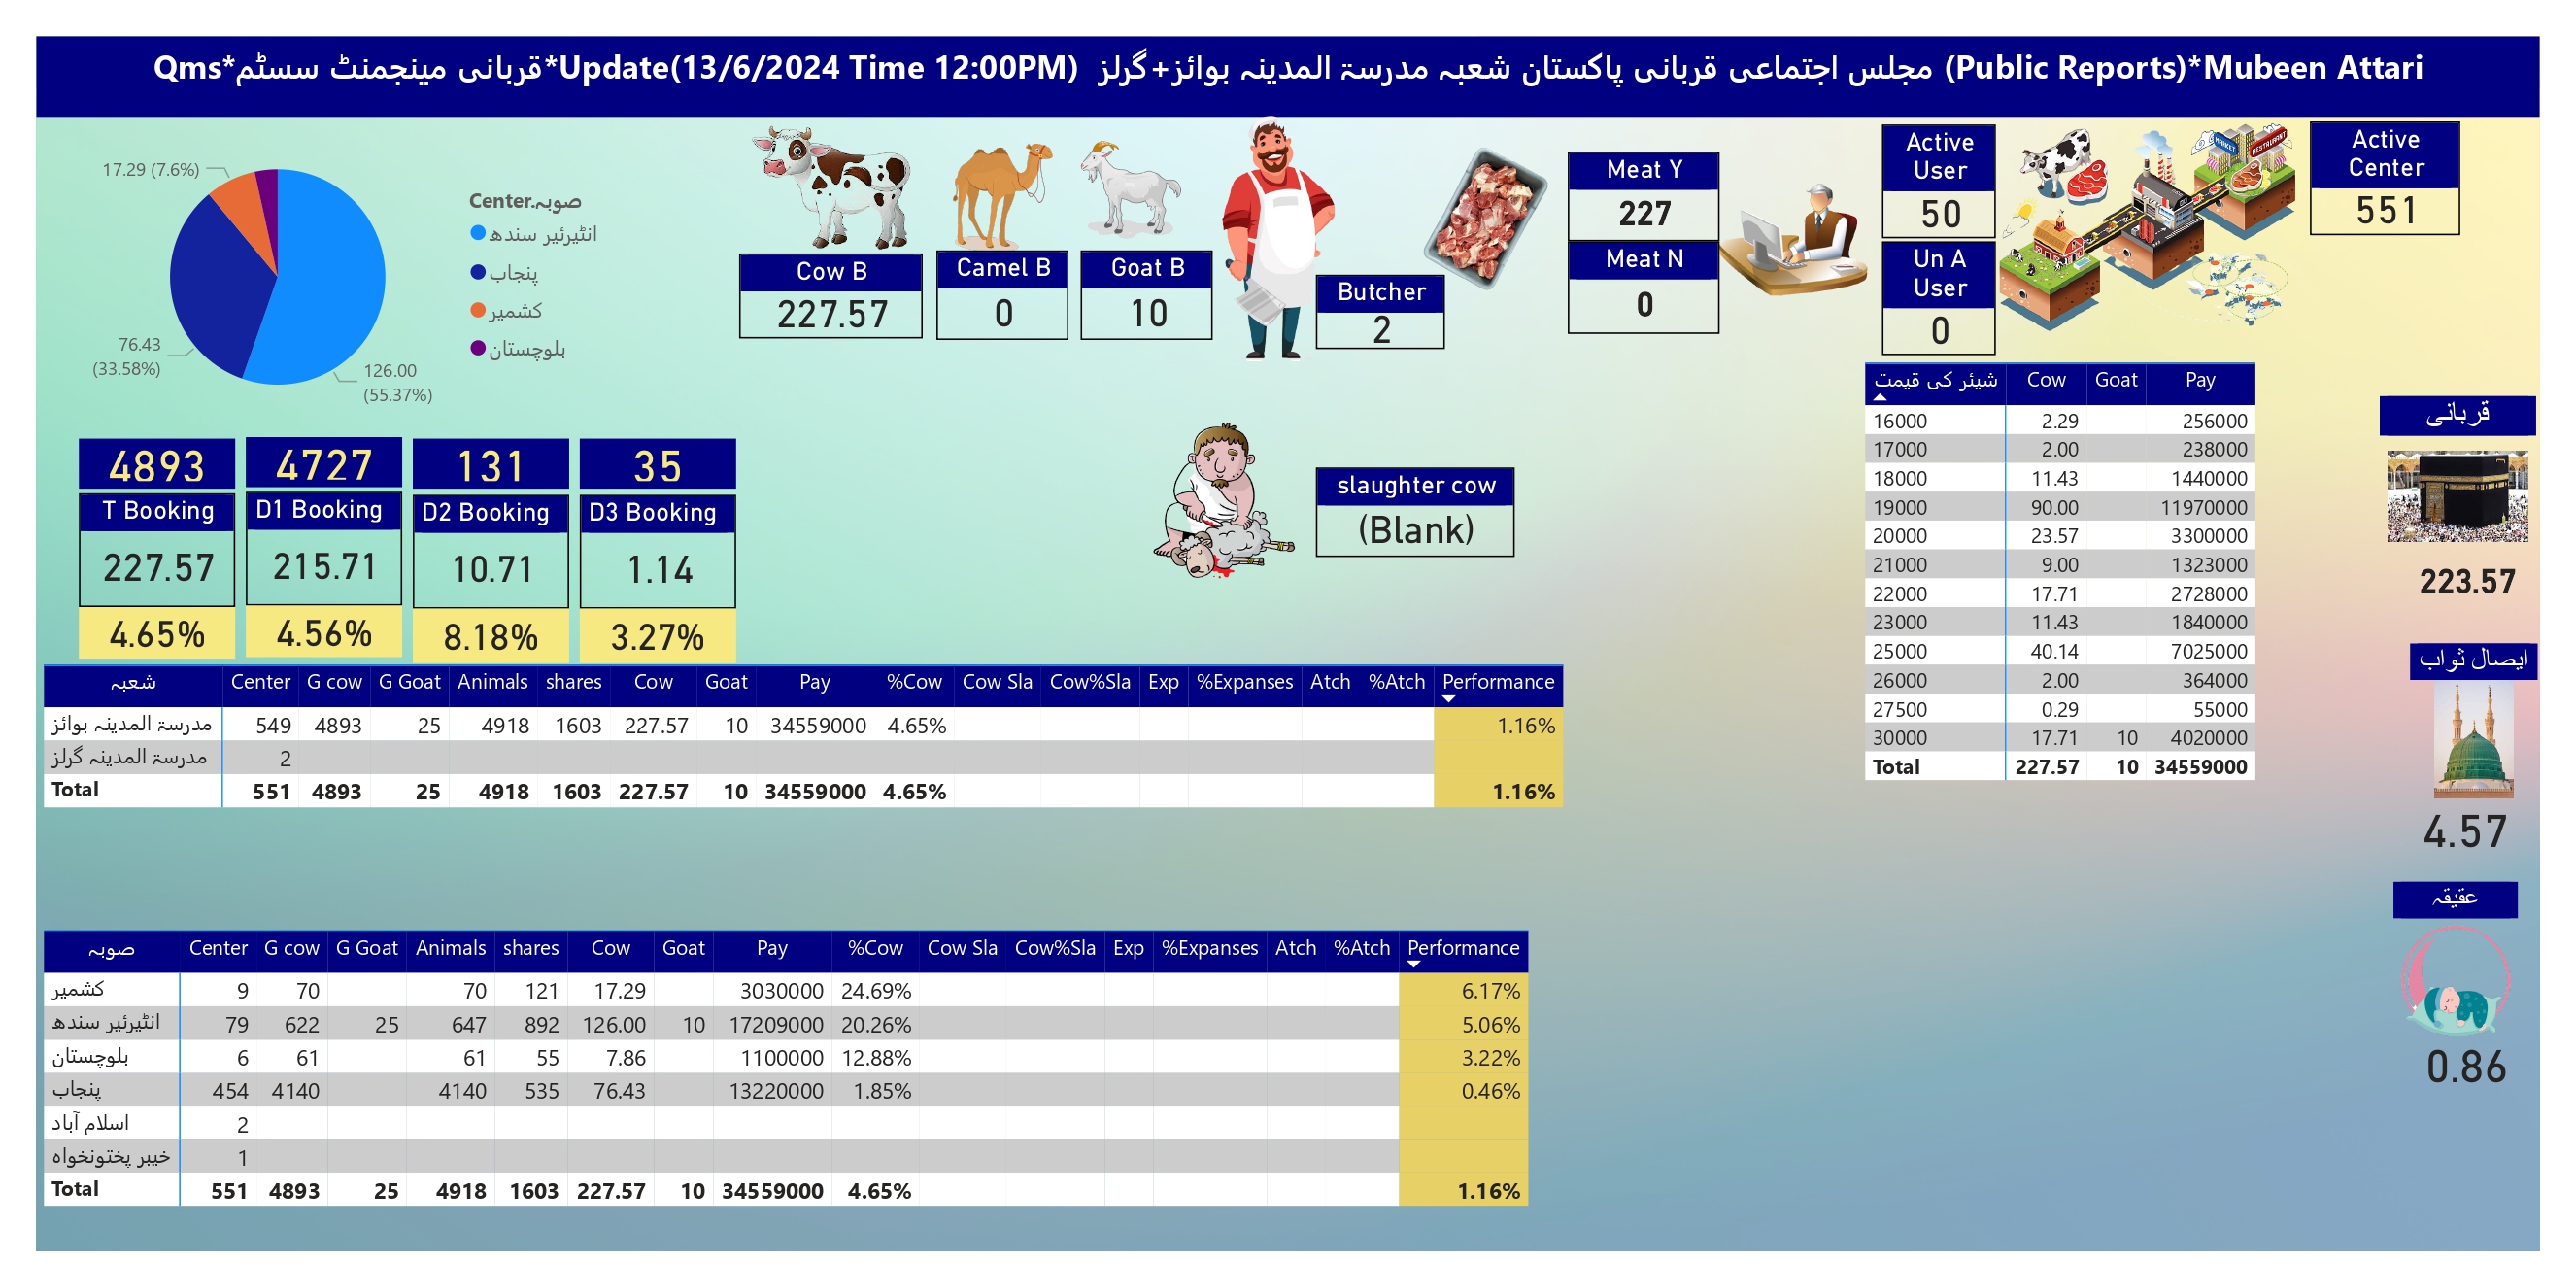 Qms*قربانی مینجمنٹ سسٹم*Update(13/6/2024 Time 12:00PM) مجلس اجتماعی قربانی پاکستان شعبہ مدرسۃ المدینہ بوائز+گرلز (Public Reports)*Mubeen Attari
17.29 (7.6%)
76.43 (33.58%)
126.00 (55.37%)
Center.صوبہ
انٹیرئیر سندھ
پنجاب
کشمیر
بلوچستان
Cow B
227.57
Camel B
0
Goat B
10
Butcher
2
Meat Y
227
Meat N
0
Active User
50
Un A User
0
MARKET
RESTAURANT
Active Center
551
4893 4727 131 35
T Booking D1 Booking D2 Booking D3 Booking
227.57 215.71 10.71 1.14
4.65% 4.56% 8.18% 3.27%
slaughter cow
(Blank)
شیئر کی قیمت Cow Goat Pay
16000 2.29 256000
17000 2.00 238000
18000 11.43 1440000
19000 90.00 11970000
20000 23.57 3300000
21000 9.00 1323000
22000 17.71 2728000
23000 11.43 1840000
25000 40.14 7025000
26000 2.00 364000
27500 0.29 55000
30000 17.71 10 4020000
Total 227.57 10 34559000
قربانی
223.57
ایصال ثواب
4.57
عقیقہ
0.86
شعبہ Center G cow G Goat Animals shares Cow Goat Pay %Cow Cow Sla Cow%Sla Exp %Expanses Atch %Atch Performance
مدرسۃ المدینہ بوائز 549 4893 25 4918 1603 227.57 10 34559000 4.65% 1.16%
مدرسۃ المدینہ گرلز 2
Total 551 4893 25 4918 1603 227.57 10 34559000 4.65% 1.16%
صوبہ Center G cow G Goat Animals shares Cow Goat Pay %Cow Cow Sla Cow%Sla Exp %Expanses Atch %Atch Performance
کشمیر 9 70 70 121 17.29 3030000 24.69% 6.17%
انٹیرئیر سندھ 79 622 25 647 892 126.00 10 17209000 20.26% 5.06%
بلوچستان 6 61 61 55 7.86 1100000 12.88% 3.22%
پنجاب 454 4140 4140 535 76.43 13220000 1.85% 0.46%
اسلام آباد 2
خیبر پختونخواہ 1
Total 551 4893 25 4918 1603 227.57 10 34559000 4.65% 1.16%